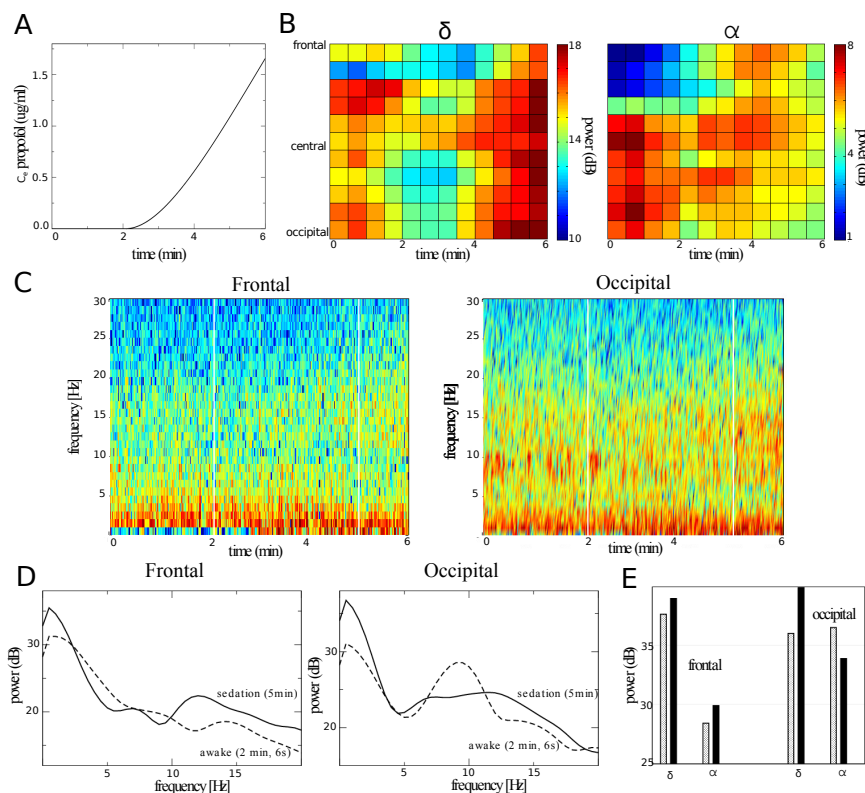 A
B
δ
α
C_e propofol (ug/ml)
1.5
1.0
0.5
0.0
0 2 4 6
time (min)
frontal
central
occipital
0 2 4 6
time (min)
18
14
10
power (dB)
0 2 4 6
time (min)
8
4
1
power (dB)
C
Frontal
Occipital
frequency [Hz]
30
25
20
15
10
5
0 2 4 6
time (min)
frequency [Hz]
30
25
20
15
10
5
0 2 4 6
time (min)
D
Frontal
Occipital
E
power (dB)
30
20
sedation (5min)
awake (2 min, 6s)
5 10 15
frequency [Hz]
power (dB)
30
20
sedation (5min)
awake (2 min, 6s)
5 10 15
frequency [Hz]
35
30
25
frontal
occipital
δ α δ α